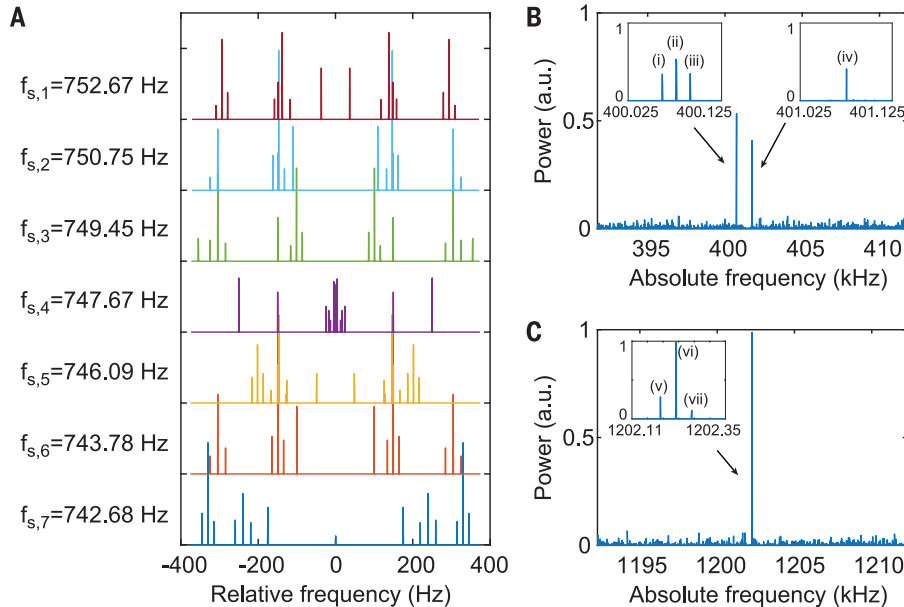 A
f_s,1=752.67 Hz
f_s,2=750.75 Hz
f_s,3=749.45 Hz
f_s,4=747.67 Hz
f_s,5=746.09 Hz
f_s,6=743.78 Hz
f_s,7=742.68 Hz
-400 -200 0 200 400
Relative frequency (Hz)
B
Power (a.u.)
1
0.5
0
1
0
(i)
(ii)
(iii)
400.025 400.125
1
0
(iv)
401.025 401.125
395 400 405 410
Absolute frequency (kHz)
C
Power (a.u.)
1
0.5
0
1
0
(v)
(vi)
(vii)
1202.11 1202.35
1195 1200 1205 1210
Absolute frequency (kHz)